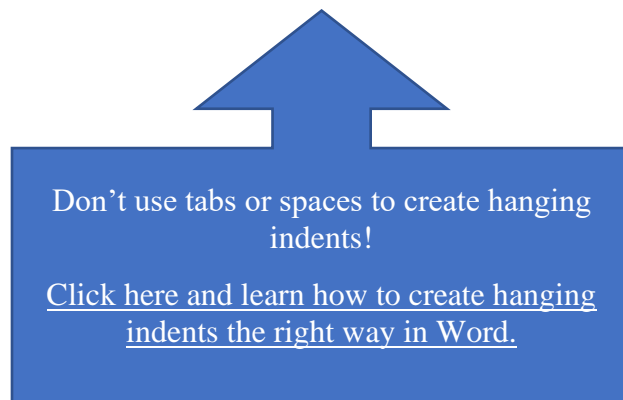 Don’t use tabs or spaces to create hanging
indents!
Click here and learn how to create hanging
indents the right way in Word.